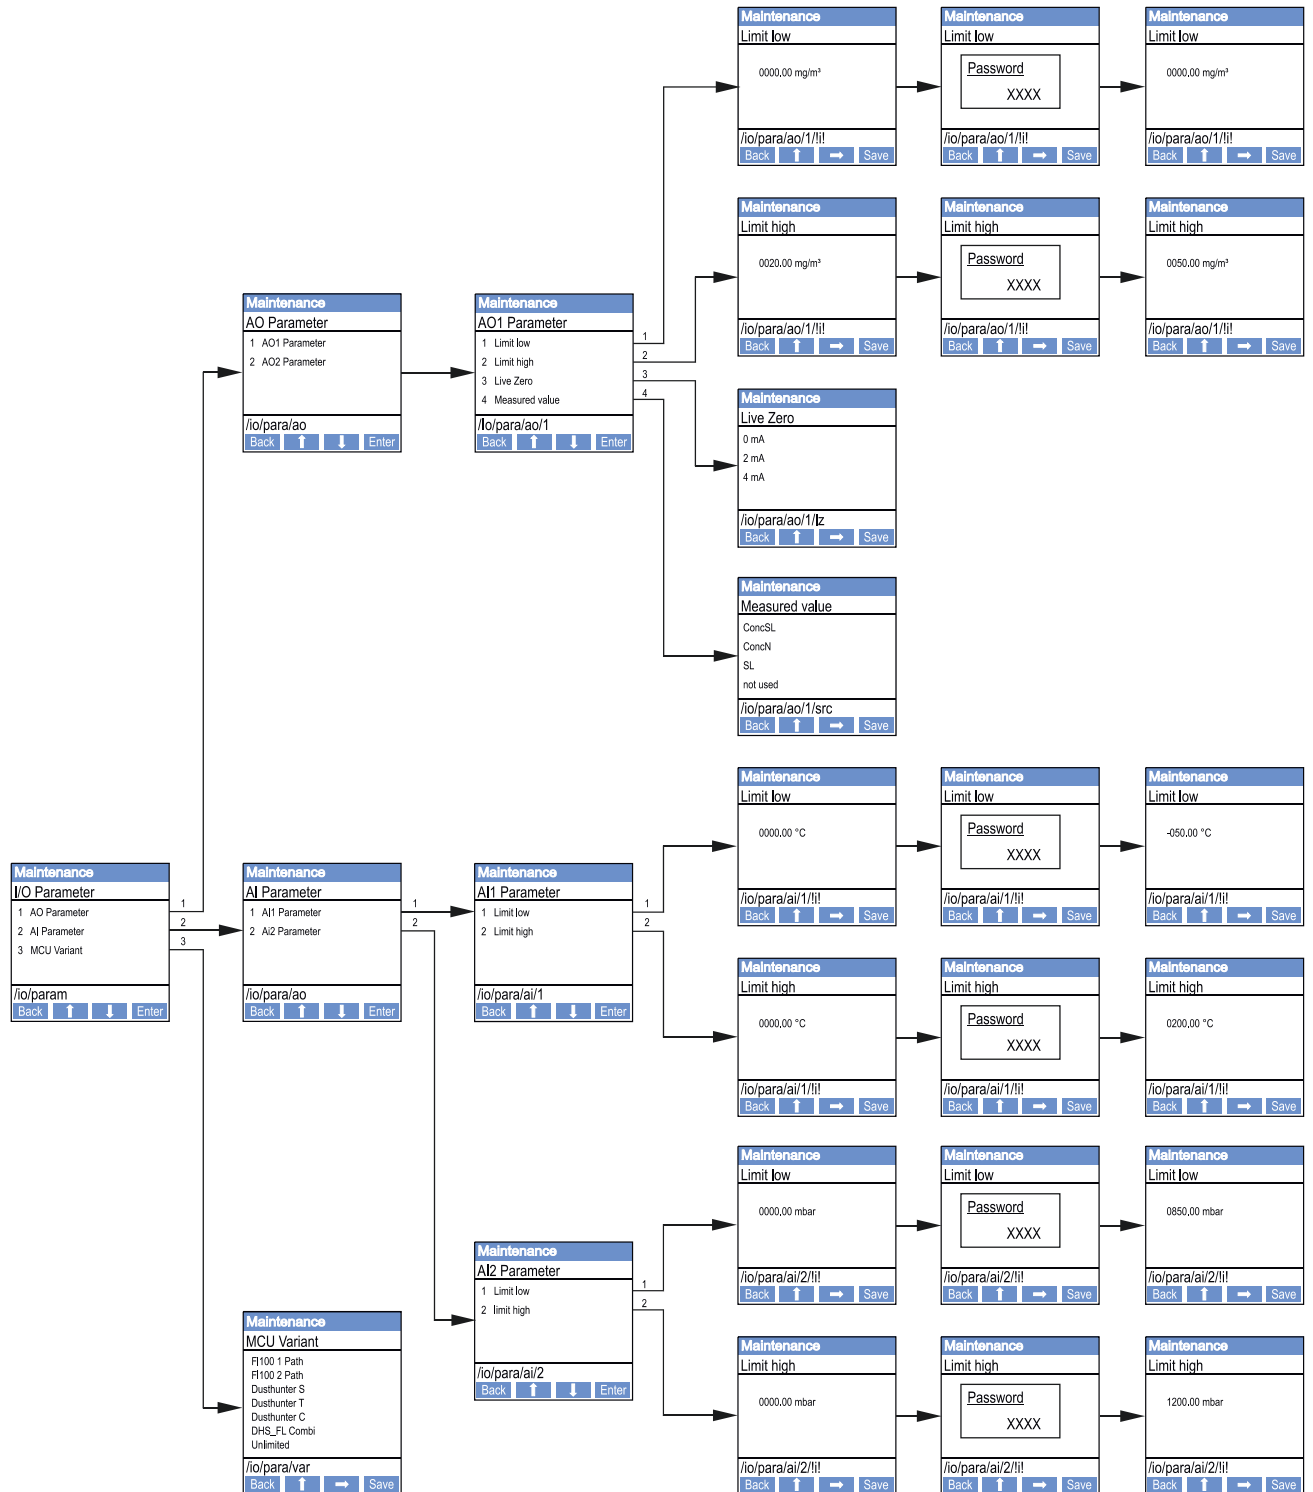 Maintenance
Limit low
0000.00 mg/m³
/io/para/ao/1/!i!
Back
Save
Maintenance
Limit low
Password
XXXX
/io/para/ao/1/!i!
Back
Save
Maintenance
Limit low
0000.00 mg/m³
/io/para/ao/1/!i!
Back
Save
Maintenance
Limit high
0020.00 mg/m³
/io/para/ao/1/!i!
Back
Save
Maintenance
Limit high
Password
XXXX
/io/para/ao/1/!i!
Back
Save
Maintenance
Limit high
0050.00 mg/m³
/io/para/ao/1/!i!
Back
Save
Maintenance
AO Parameter
1 AO1 Parameter
2 AO2 Parameter
/io/para/ao
Back
Enter
Maintenance
AO1 Parameter
1 Limit low
2 Limit high
3 Live Zero
4 Measured value
/Io/para/ao/1
Back
Enter
1
2
3
4
Maintenance
Live Zero
0 mA
2 mA
4 mA
/io/para/ao/1/lz
Back
Save
Maintenance
Measured value
ConcSL
ConcN
SL
not used
/io/para/ao/1/src
Back
Save
Maintenance
I/O Parameter
1 AO Parameter
2 AI Parameter
3 MCU Variant
/io/param
Back
Enter
1
2
3
Maintenance
AI Parameter
1 AI1 Parameter
2 Ai2 Parameter
/io/para/ao
Back
Enter
1
2
Maintenance
AI1 Parameter
1 Limit low
2 Limit high
/io/para/ai/1
Back
Enter
1
2
Maintenance
Limit low
0000.00 °C
/io/para/ai/1/!i!
Back
Save
Maintenance
Limit low
Password
XXXX
/io/para/ai/1/!i!
Back
Save
Maintenance
Limit low
-050.00 °C
/io/para/ai/1/!i!
Back
Save
Maintenance
Limit high
0000.00 °C
/io/para/ai/1/!i!
Back
Save
Maintenance
Limit high
Password
XXXX
/io/para/ai/1/!i!
Back
Save
Maintenance
Limit high
0200.00 °C
/io/para/ai/1/!i!
Back
Save
Maintenance
AI2 Parameter
1 Limit low
2 limit high
/io/para/ai/2
Back
Enter
1
2
Maintenance
Limit low
0000.00 mbar
/io/para/ai/2/!i!
Back
Save
Maintenance
Limit low
Password
XXXX
/io/para/ai/2/!i!
Back
Save
Maintenance
Limit low
0850.00 mbar
/io/para/ai/2/!i!
Back
Save
Maintenance
Limit high
0000.00 mbar
/io/para/ai/2/!i!
Back
Save
Maintenance
Limit high
Password
XXXX
/io/para/ai/2/!i!
Back
Save
Maintenance
Limit high
1200.00 mbar
/io/para/ai/2/!i!
Back
Save
Maintenance
MCU Variant
Fl100 1 Path
Fl100 2 Path
Dusthunter S
Dusthunter T
Dusthunter C
DHS_FL Combi
Unlimited
/io/para/var
Back
Save